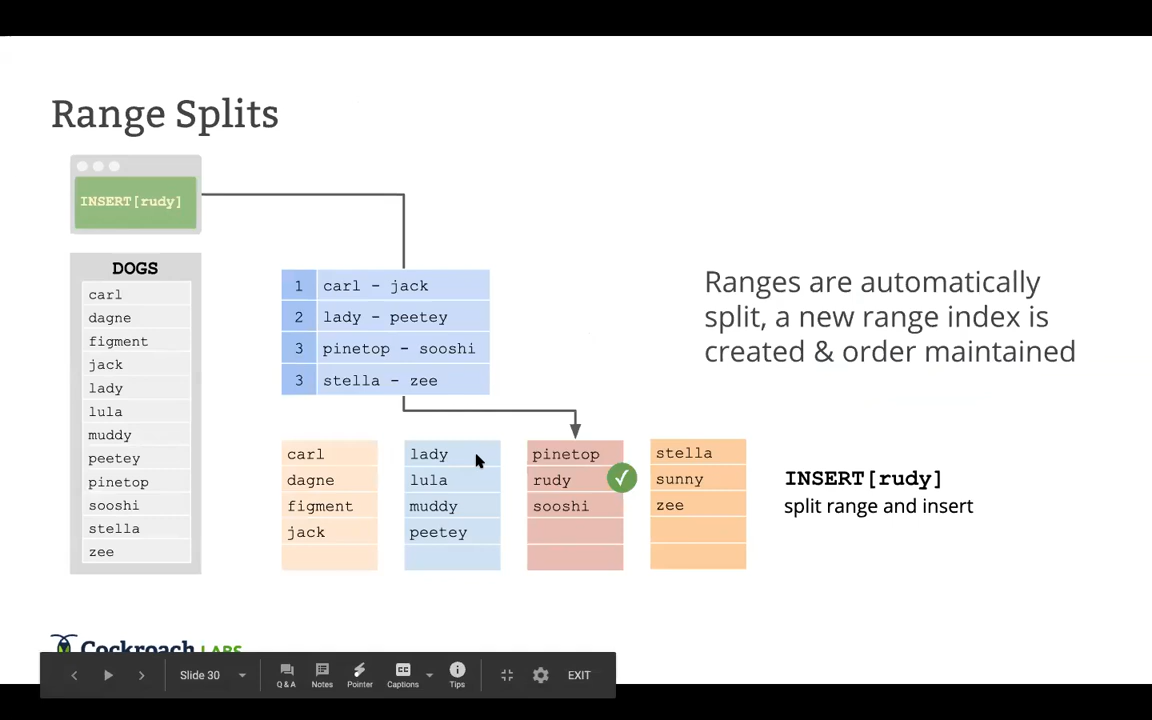 Range Splits
INSERT[rudy]
DOGS
carl
dagne
figment
jack
lady
lula
muddy
peetey
pinetop
sooshi
stella
zee
1 carl - jack
2 lady - peetey
3 pinetop - sooshi
3 stella - zee
carl
dagne
figment
jack
lady
lula
muddy
peetey
pinetop
rudy
sooshi
stella
sunny
zee
Ranges are automatically
split, a new range index is
created & order maintained
INSERT[rudy]
split range and insert
Cockroach LABS
Slide 30
Q & A
Notes
Pointer
Captions
Tips
EXIT